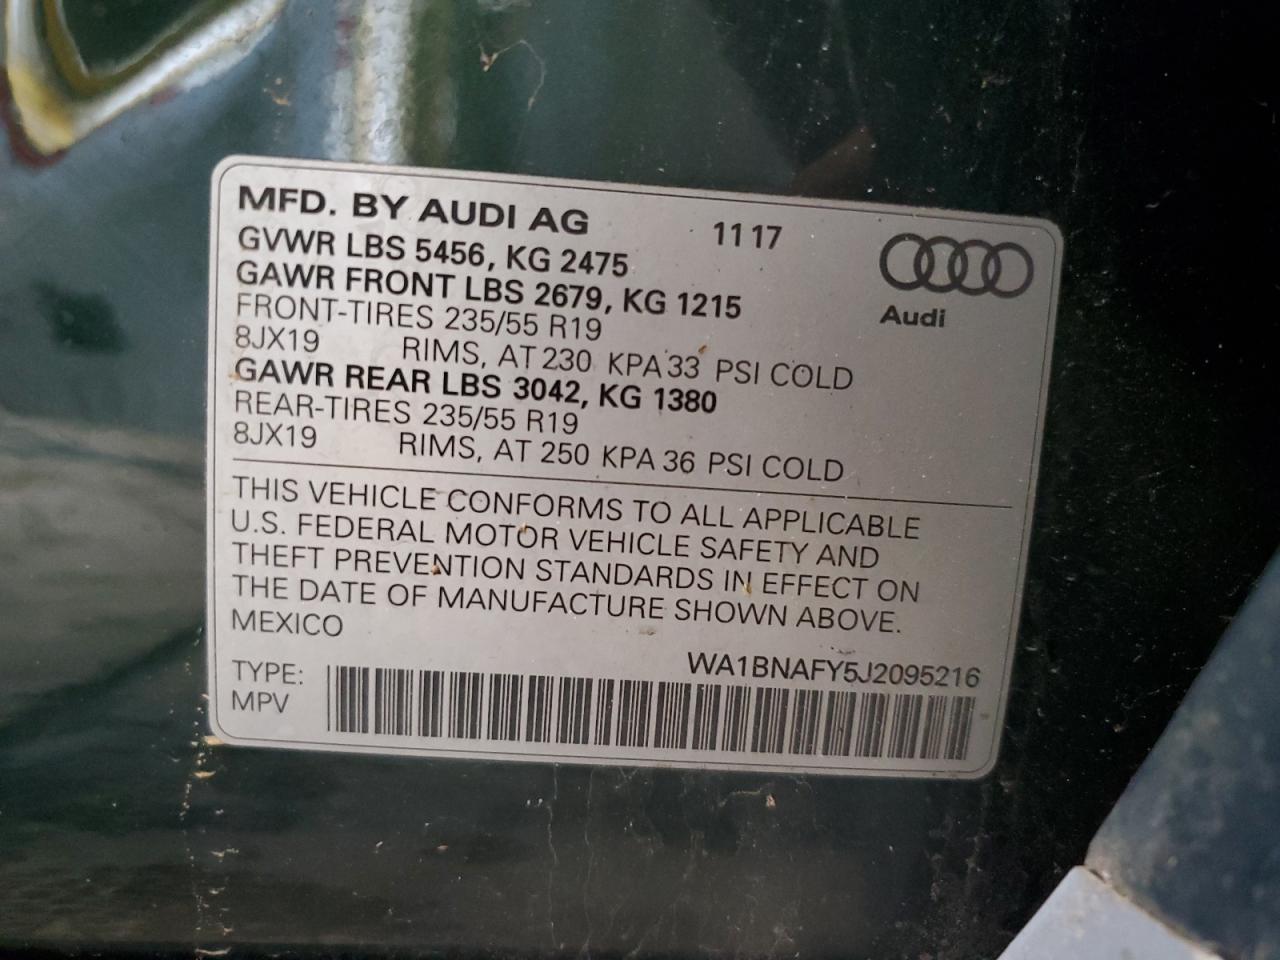 MFD. BY AUDI AG 11 17
GVWR LBS 5456, KG 2475
GAWR FRONT LBS 2679, KG 1215
Audi
FRONT-TIRES 235/55 R19
8JX19 RIMS, AT 230 KPA 33 PSI COLD
GAWR REAR LBS 3042, KG 1380
REAR-TIRES 235/55 R19
8JX19 RIMS, AT 250 KPA 36 PSI COLD
THIS VEHICLE CONFORMS TO ALL APPLICABLE
U.S. FEDERAL MOTOR VEHICLE SAFETY AND
THEFT PREVENTION STANDARDS IN EFFECT ON
THE DATE OF MANUFACTURE SHOWN ABOVE.
MEXICO
WA1BNAFY5J2095216
TYPE:
MPV